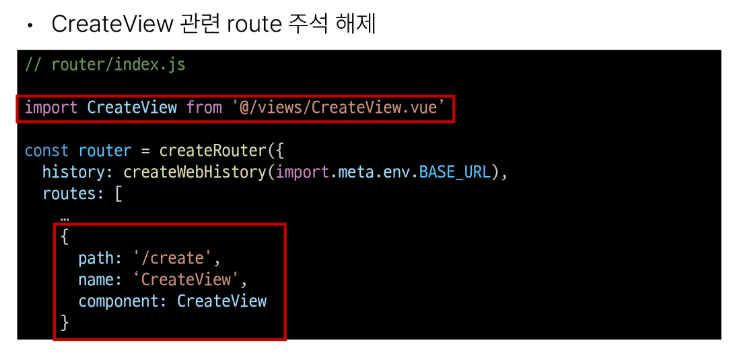 • CreateView 관련 route 주석 해제
// router/index.js
import CreateView from '@/views/CreateView.vue’
const router = createRouter({
history: createWebHistory(import.meta.env.BASE_URL),
routes: [
…
{
path: '/create',
name: ‘CreateView',
component: CreateView
}